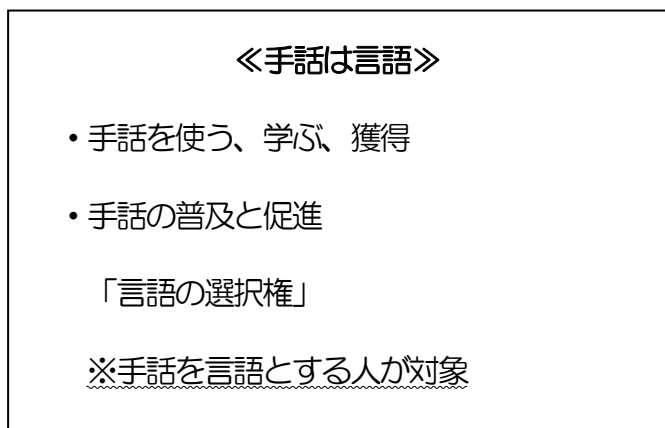 ≪手話は言語≫
・手話を使う、学ぶ、獲得
・手話の普及と促進
「言語の選択権」
※手話を言語とする人が対象